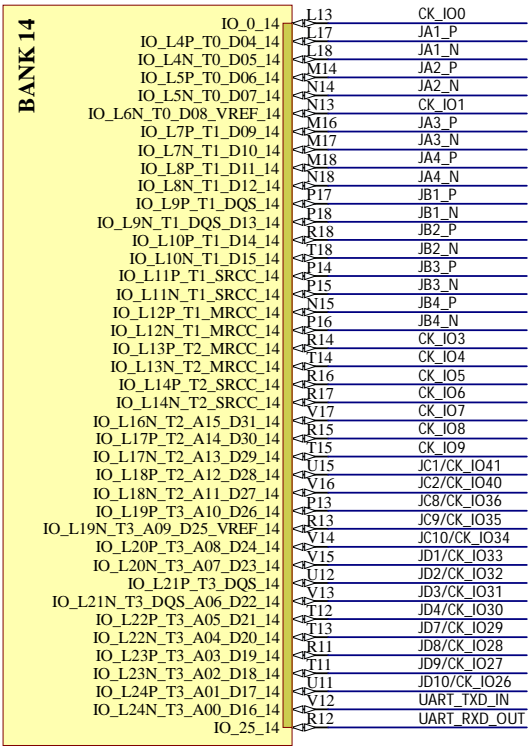 BANK 14
IO_0_14 L13 CK_IO0
IO_L4P_T0_D04_14 L17 JA1_P
IO_L4N_T0_D05_14 L18 JA1_N
IO_L5P_T0_D06_14 M14 JA2_P
IO_L5N_T0_D07_14 N14 JA2_N
IO_L6N_T0_D08_VREF_14 N13 CK_IO1
IO_L7P_T1_D09_14 M16 JA3_P
IO_L7N_T1_D10_14 M17 JA3_N
IO_L8P_T1_D11_14 M18 JA4_P
IO_L8N_T1_D12_14 N18 JA4_N
IO_L9P_T1_DQS_14 P17 JB1_P
IO_L9N_T1_DQS_D13_14 P18 JB1_N
IO_L10P_T1_D14_14 R18 JB2_P
IO_L10N_T1_D15_14 T18 JB2_N
IO_L11P_T1_SRCC_14 P14 JB3_P
IO_L11N_T1_SRCC_14 P15 JB3_N
IO_L12P_T1_MRCC_14 N15 JB4_P
IO_L12N_T1_MRCC_14 P16 JB4_N
IO_L13P_T2_MRCC_14 R14 CK_IO3
IO_L13N_T2_MRCC_14 T14 CK_IO4
IO_L14P_T2_SRCC_14 R16 CK_IO5
IO_L14N_T2_SRCC_14 R17 CK_IO6
IO_L16N_T2_A15_D31_14 V17 CK_IO7
IO_L17P_T2_A14_D30_14 R15 CK_IO8
IO_L17N_T2_A13_D29_14 T15 CK_IO9
IO_L18P_T2_A12_D28_14 U15 JC1/CK_IO41
IO_L18N_T2_A11_D27_14 V16 JC2/CK_IO40
IO_L19P_T3_A10_D26_14 P13 JC8/CK_IO36
IO_L19N_T3_A09_D25_VREF_14 R13 JC9/CK_IO35
IO_L20P_T3_A08_D24_14 V14 JC10/CK_IO34
IO_L20N_T3_A07_D23_14 V15 JD1/CK_IO33
IO_L21P_T3_DQS_14 U12 JD2/CK_IO32
IO_L21N_T3_DQS_A06_D22_14 V13 JD3/CK_IO31
IO_L22P_T3_A05_D21_14 T12 JD4/CK_IO30
IO_L22N_T3_A04_D20_14 T13 JD7/CK_IO29
IO_L23P_T3_A03_D19_14 R11 JD8/CK_IO28
IO_L23N_T3_A02_D18_14 T11 JD9/CK_IO27
IO_L24P_T3_A01_D17_14 U11 JD10/CK_IO26
IO_L24N_T3_A00_D16_14 V12 UART_TXD_IN
IO_25_14 R12 UART_RXD_OUT